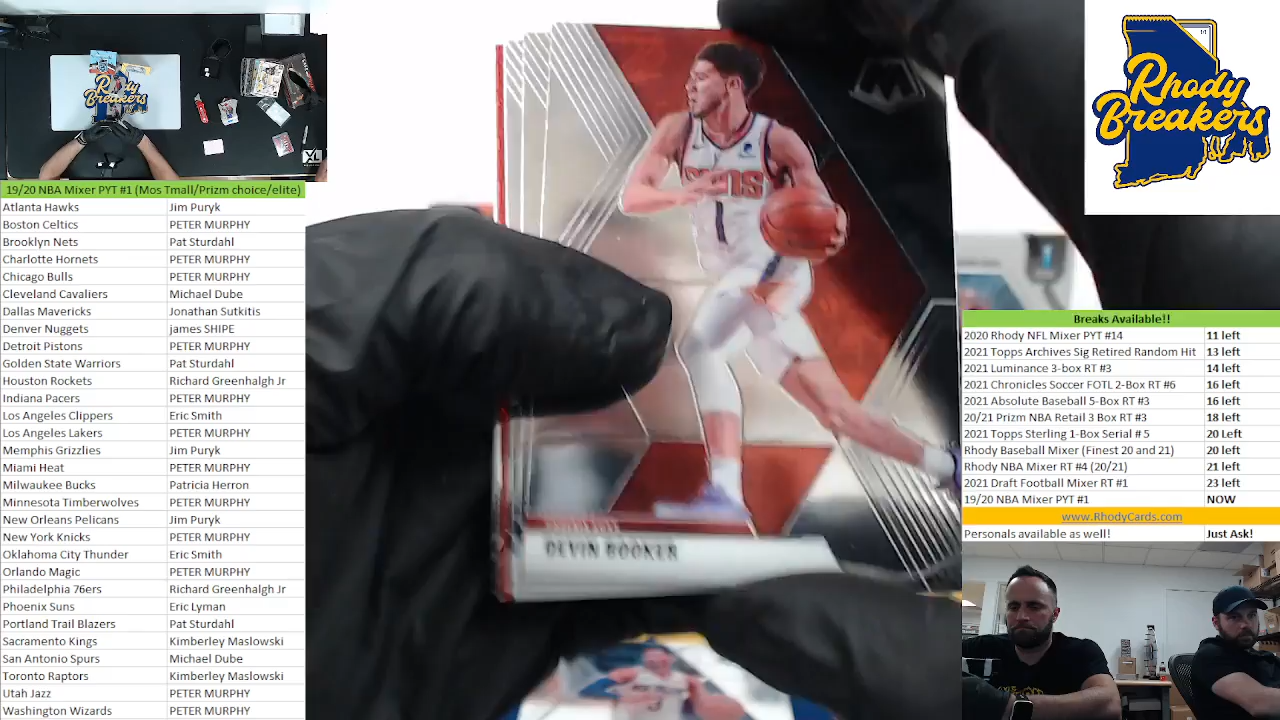 19/20 NBA Mixer PYT #1 (Mos Tmall/Prizm choice/elite)
Atlanta Hawks Jim Puryk
Boston Celtics PETER MURPHY
Brooklyn Nets Pat Sturdahl
Charlotte Hornets PETER MURPHY
Chicago Bulls PETER MURPHY
Cleveland Cavaliers Michael Dube
Dallas Mavericks Jonathan Sutkitis
Denver Nuggets james SHIPE
Detroit Pistons PETER MURPHY
Golden State Warriors Pat Sturdahl
Houston Rockets Richard Greenhalgh Jr
Indiana Pacers PETER MURPHY
Los Angeles Clippers Eric Smith
Los Angeles Lakers PETER MURPHY
Memphis Grizzlies Jim Puryk
Miami Heat PETER MURPHY
Milwaukee Bucks Patricia Herron
Minnesota Timberwolves PETER MURPHY
New Orleans Pelicans Jim Puryk
New York Knicks PETER MURPHY
Oklahoma City Thunder Eric Smith
Orlando Magic PETER MURPHY
Philadelphia 76ers Richard Greenhalgh Jr
Phoenix Suns Eric Lyman
Portland Trail Blazers Pat Sturdahl
Sacramento Kings Kimberley Maslowski
San Antonio Spurs Michael Dube
Toronto Raptors Kimberley Maslowski
Utah Jazz PETER MURPHY
Washington Wizards PETER MURPHY
Rhody
Breakers
XL
SUNS
1
DEVIN BOOKER
Rhody
Breakers
Breaks Available!!
2020 Rhody NFL Mixer PYT #14 11 left
2021 Topps Archives Sig Retired Random Hit 13 left
2021 Luminance 3-box RT #3 14 left
2021 Chronicles Soccer FOTL 2-Box RT #6 16 left
2021 Absolute Baseball 5-Box RT #3 16 left
20/21 Prizm NBA Retail 3 Box RT #3 18 left
2021 Topps Sterling 1-Box Serial # 5 20 Left
Rhody Baseball Mixer (Finest 20 and 21) 20 left
Rhody NBA Mixer RT #4 (20/21) 21 left
2021 Draft Football Mixer RT #1 23 left
19/20 NBA Mixer PYT #1 NOW
www.RhodyCards.com
Personals available as well! Just Ask!